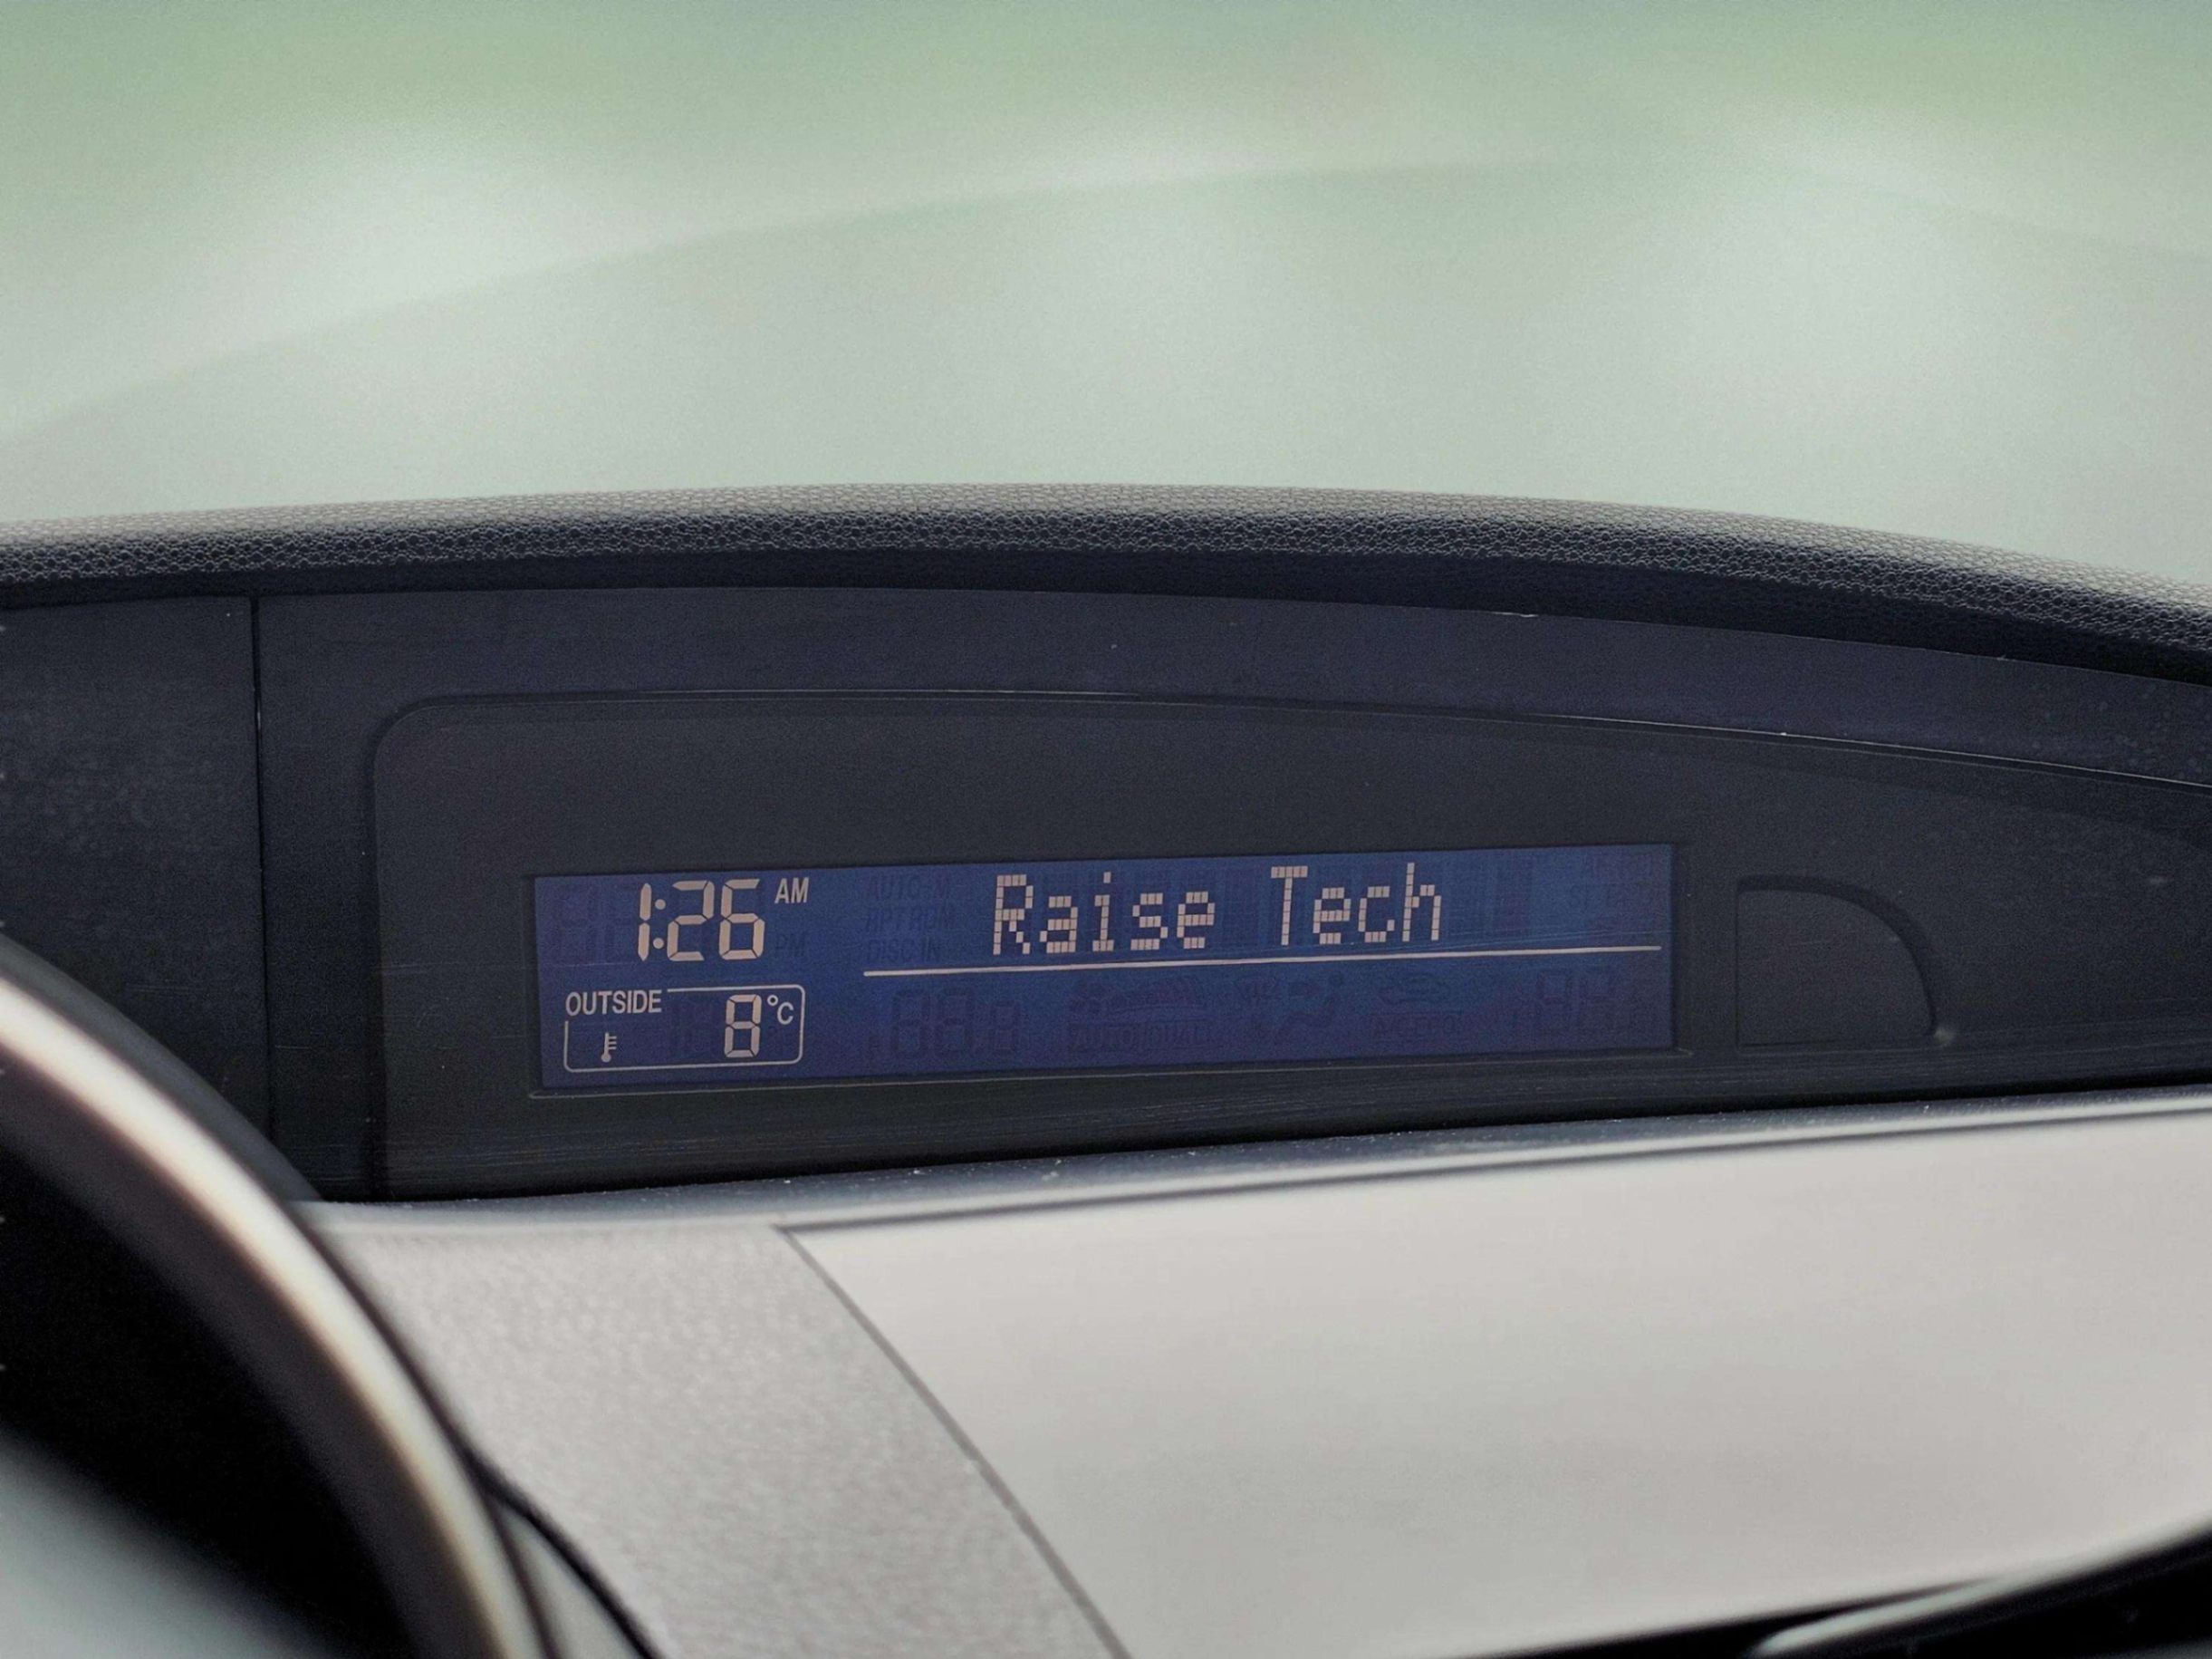 1:26 AM
Raise Tech
OUTSIDE
8°C